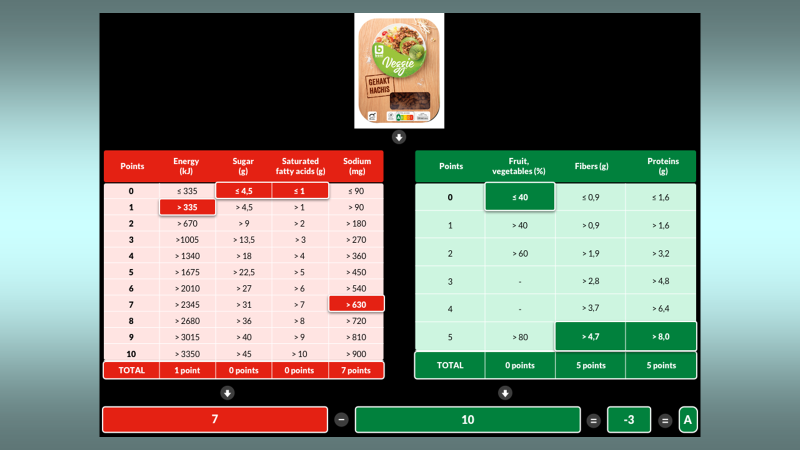 Veggie
GEHAKT
HACHIS
Points Energy (kJ) Sugar (g) Saturated fatty acids (g) Sodium (mg)
0 ≤ 335 ≤ 4,5 ≤ 1 ≤ 90
1 > 335 > 4,5 > 1 > 90
2 > 670 > 9 > 2 > 180
3 >1005 > 13,5 > 3 > 270
4 > 1340 > 18 > 4 > 360
5 > 1675 > 22,5 > 5 > 450
6 > 2010 > 27 > 6 > 540
7 > 2345 > 31 > 7 > 630
8 > 2680 > 36 > 8 > 720
9 > 3015 > 40 > 9 > 810
10 > 3350 > 45 > 10 > 900
TOTAL 1 point 0 points 0 points 7 points
Points Fruit, vegetables (%) Fibers (g) Proteins (g)
0 ≤ 40 ≤ 0,9 ≤ 1,6
1 > 40 > 0,9 > 1,6
2 > 60 > 1,9 > 3,2
3 - > 2,8 > 4,8
4 - > 3,7 > 6,4
5 > 80 > 4,7 > 8,0
TOTAL 0 points 5 points 5 points
7 − 10 = -3 = A